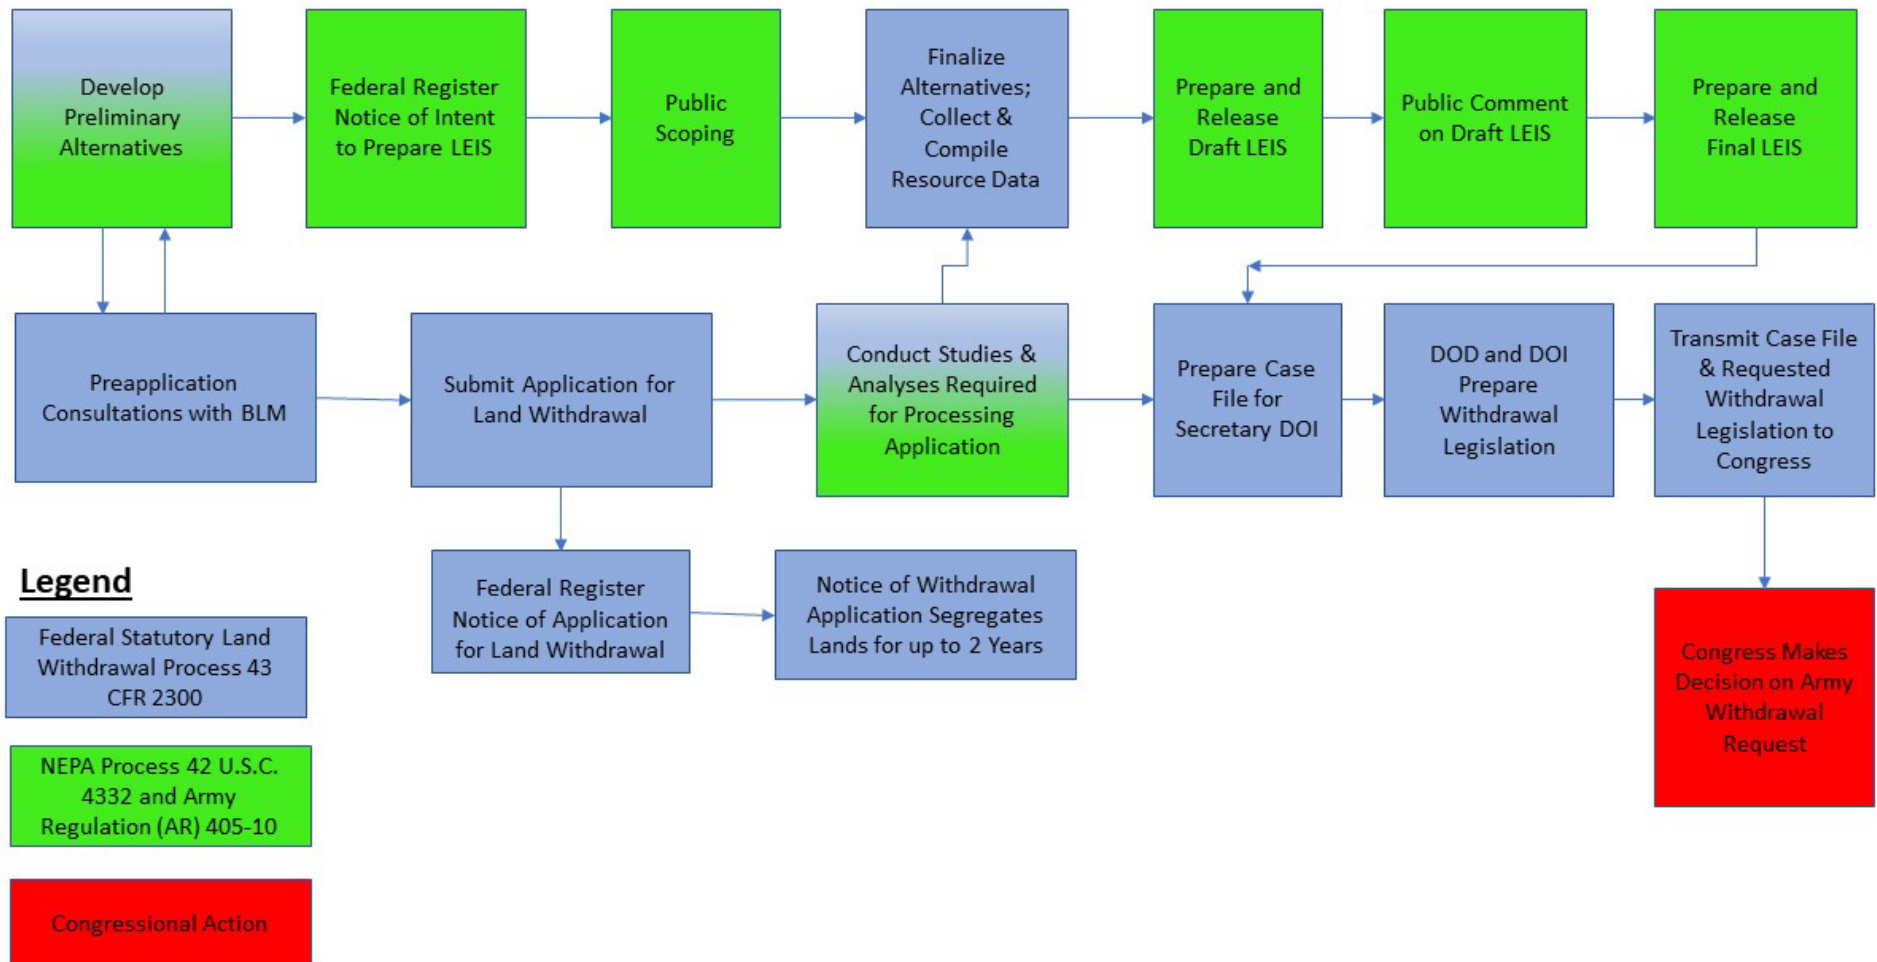 Develop
Preliminary
Alternatives
Federal Register
Notice of Intent
to Prepare LEIS
Public
Scoping
Finalize
Alternatives;
Collect &
Compile
Resource Data
Prepare and
Release
Draft LEIS
Public Comment
on Draft LEIS
Prepare and
Release
Final LEIS
Preapplication
Consultations with BLM
Submit Application for
Land Withdrawal
Conduct Studies &
Analyses Required
for Processing
Application
Prepare Case
File for
Secretary DOI
DOD and DOI
Prepare
Withdrawal
Legislation
Transmit Case File
& Requested
Withdrawal
Legislation to
Congress
Federal Register
Notice of Application
for Land Withdrawal
Notice of Withdrawal
Application Segregates
Lands for up to 2 Years
Congress Makes
Decision on Army
Withdrawal
Request
Legend
Federal Statutory Land
Withdrawal Process 43
CFR 2300
NEPA Process 42 U.S.C.
4332 and Army
Regulation (AR) 405-10
Congressional Action